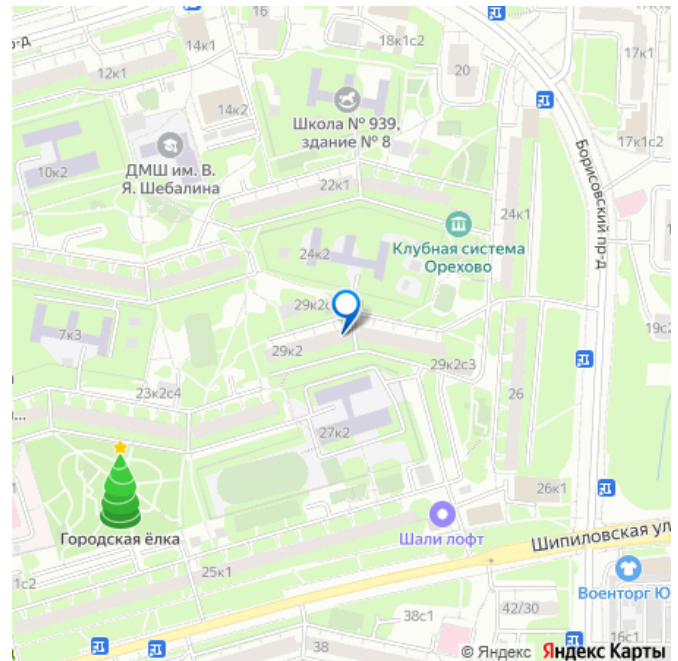 16
14к1
18к1с2
17к1
р-д
12к1
20
14к2
Школа № 939,
здание № 8
17к1с2
10к2
ДМШ им. В.
Я. Шебалина
22к1
Борисовский пр-д
24к1
24к2
Клубная система
Орехово
29к2с
7к3
19с2
29к2
29к2с3
23к2с4
26
27к2
26к1
Городская ёлка
Шали лофт
Шипиловская ул
25к1
1с2
Военторг Ю
42/30
38с1
16с1
38
© Яндекс Яндекс Карты